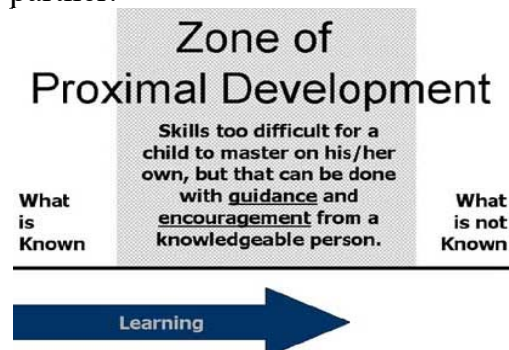 partner.
Zone of
Proximal Development
Skills too difficult for a
child to master on his/her
own, but that can be done
with guidance and
encouragement from a
knowledgeable person.
What
is
Known
What
is not
Known
Learning